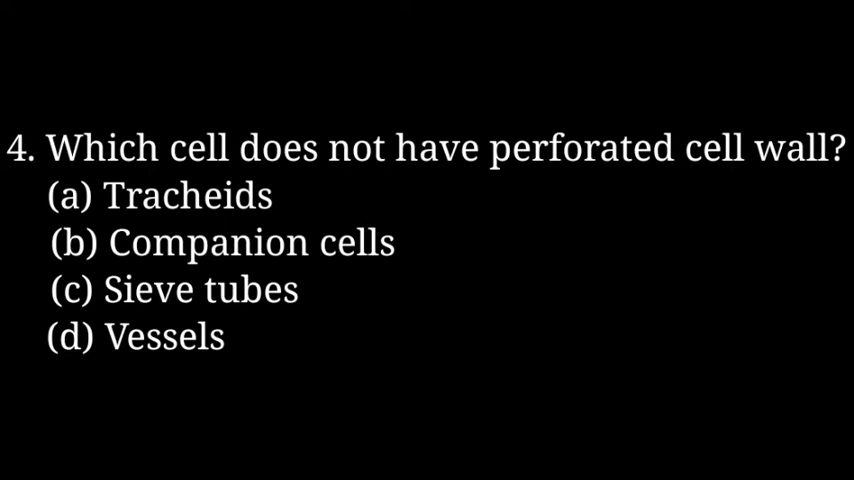 4. Which cell does not have perforated cell wall?
(a) Tracheids
(b) Companion cells
(c) Sieve tubes
(d) Vessels